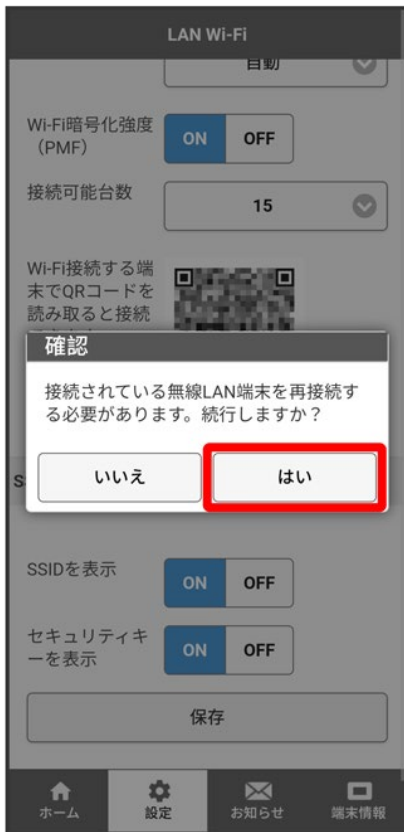 LAN Wi-Fi
自動
Wi-Fi暗号化強度
（PMF）
ON OFF
接続可能台数
15
Wi-Fi接続する端
末でQRコードを
読み取ると接続
確認
接続されている無線LAN端末を再接続す
る必要があります。続行しますか？
いいえ
はい
S
SSIDを表示
ON OFF
セキュリティキ
ーを表示
ON OFF
保存
ホーム
設定
お知らせ
端末情報